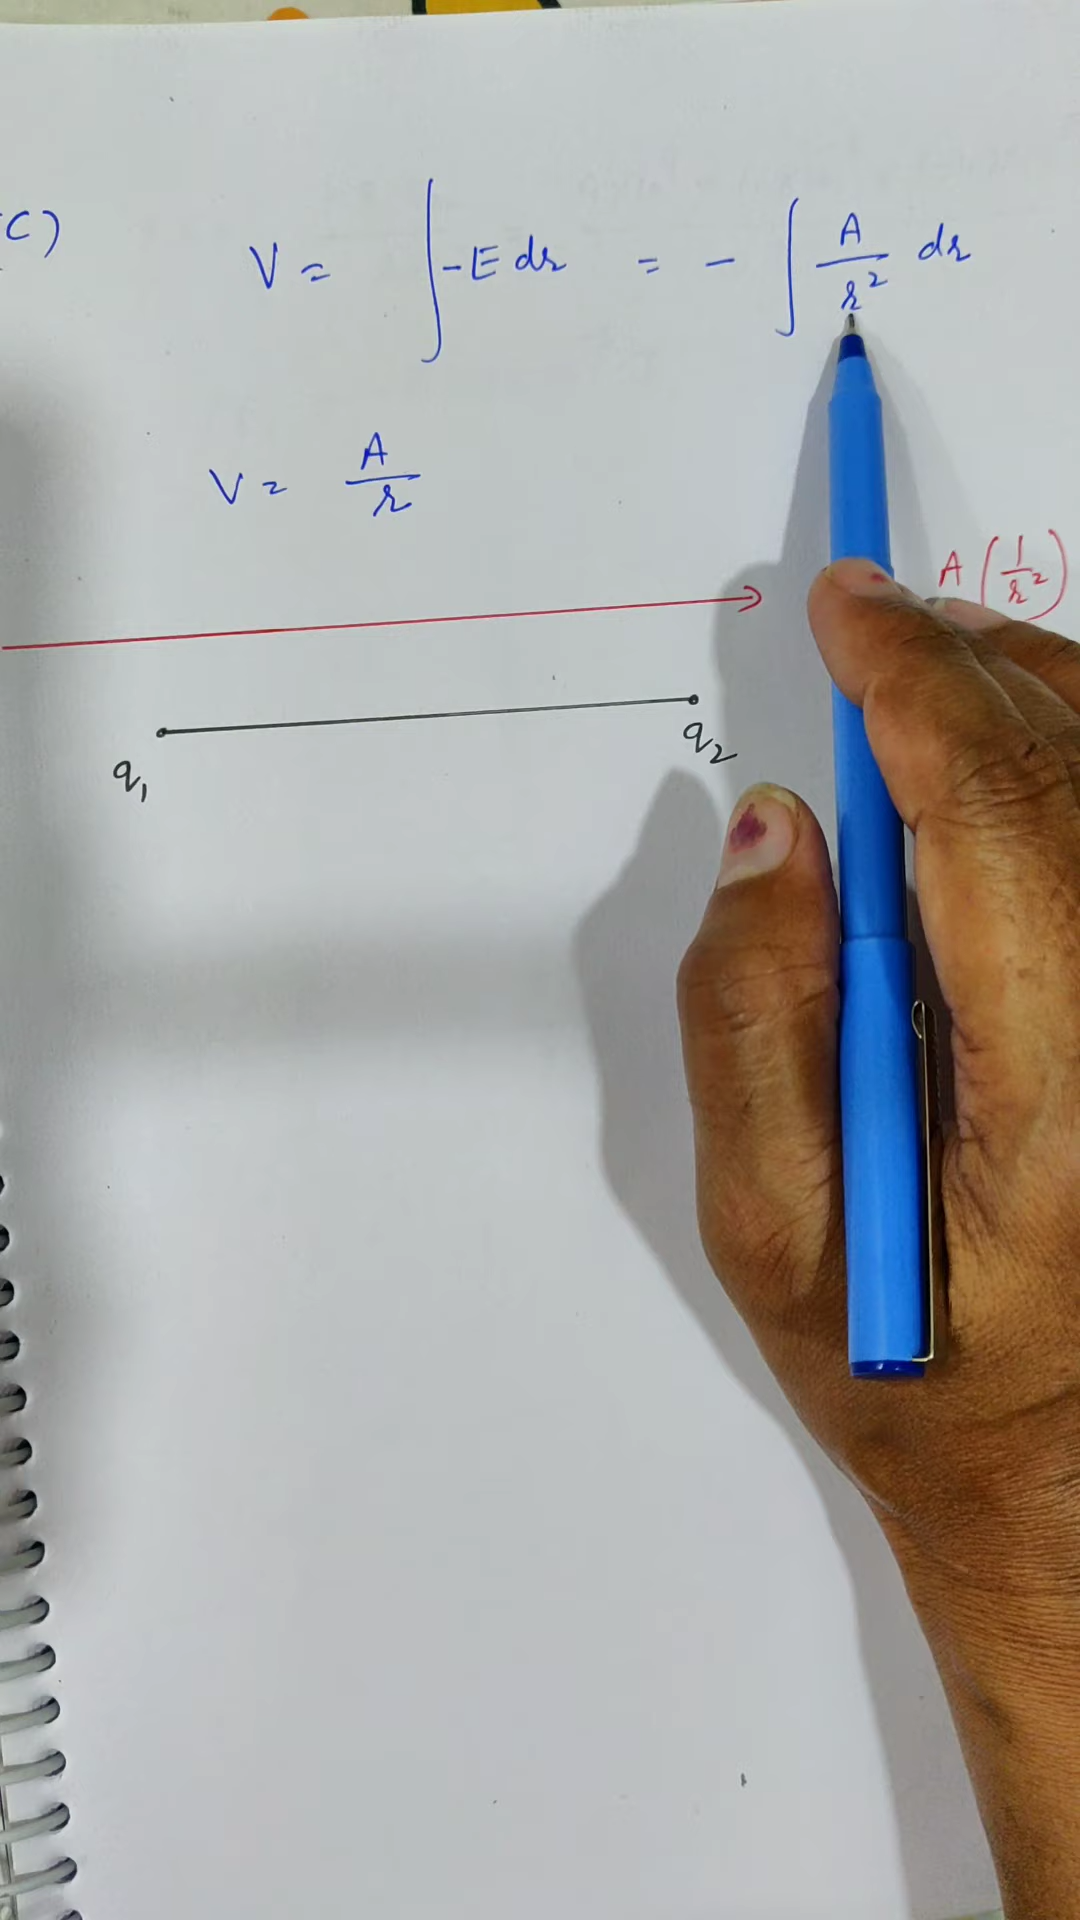 C)
V = ∫ -E dr = - ∫ A/r² dr
V = A/r
A (1/r²)
q₁ q₂